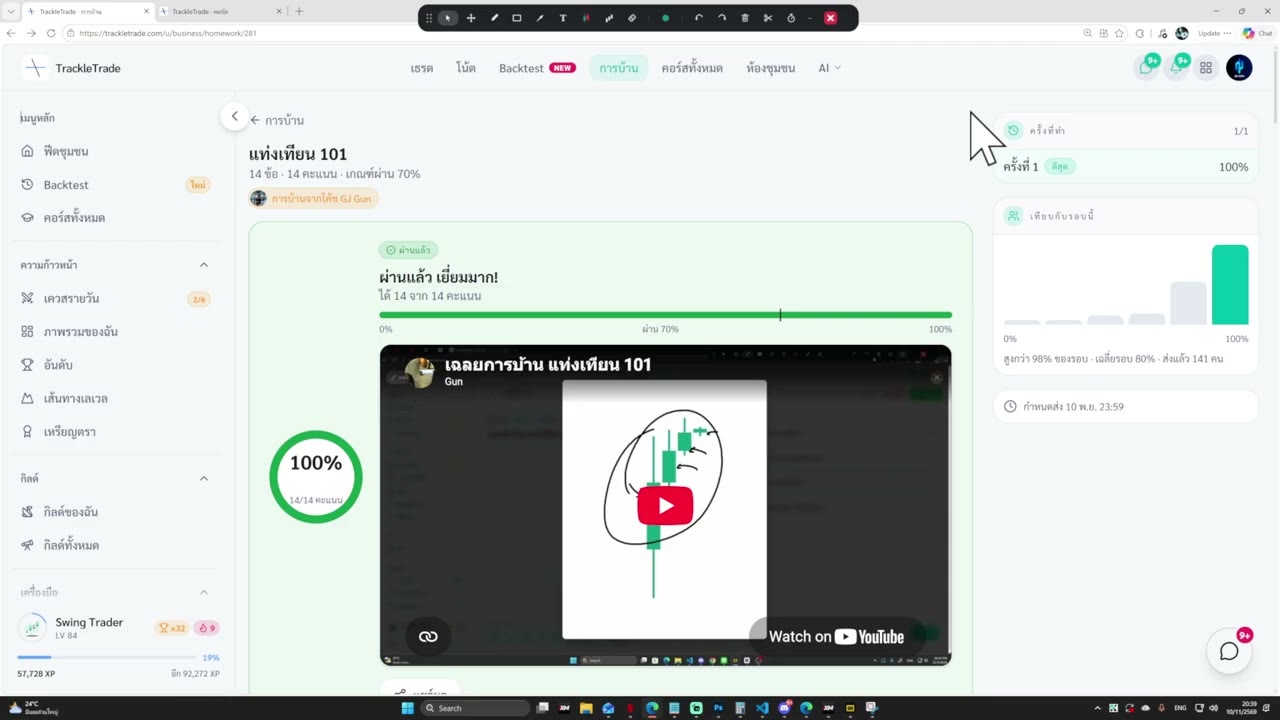 TrackleTrade - การบ้าน
TrackleTrade - คอร์ส
https://trackletrade.com/u/business/homework/281
Update
Chat
TrackleTrade
เทรด
โน้ต
Backtest NEW
การบ้าน
คอร์สทั้งหมด
ห้องชุมชน
AI
9+
9+
เมนูหลัก
ฟีดชุมชน
Backtest ใหม่
คอร์สทั้งหมด
ความก้าวหน้า
เควสรายวัน 2/6
ภาพรวมของฉัน
อันดับ
เส้นทางเลเวล
เหรียญตรา
กิลด์
กิลด์ของฉัน
กิลด์ทั้งหมด
เครื่องมือ
Swing Trader
LV 84
×32
9
19%
57,728 XP
อีก 92,272 XP
การบ้าน
แท่งเทียน 101
14 ข้อ · 14 คะแนน · เกณฑ์ผ่าน 70%
การบ้านจากโค้ช GJ Gun
ผ่านแล้ว
ผ่านแล้ว เยี่ยมมาก!
ได้ 14 จาก 14 คะแนน
0%
ผ่าน 70%
100%
100%
14/14 คะแนน
เฉลยการบ้าน แท่งเทียน 101
Gun
Watch on YouTube
ครั้งที่ทำ
1/1
ครั้งที่ 1 ดีสุด
100%
เทียบกับรอบนี้
0%
100%
สูงกว่า 98% ของรอบ · เฉลี่ยรอบ 80% · ส่งแล้ว 141 คน
กำหนดส่ง 10 พ.ย. 23:59
9+
24°C
Search
ENG
20:39
10/11/2569